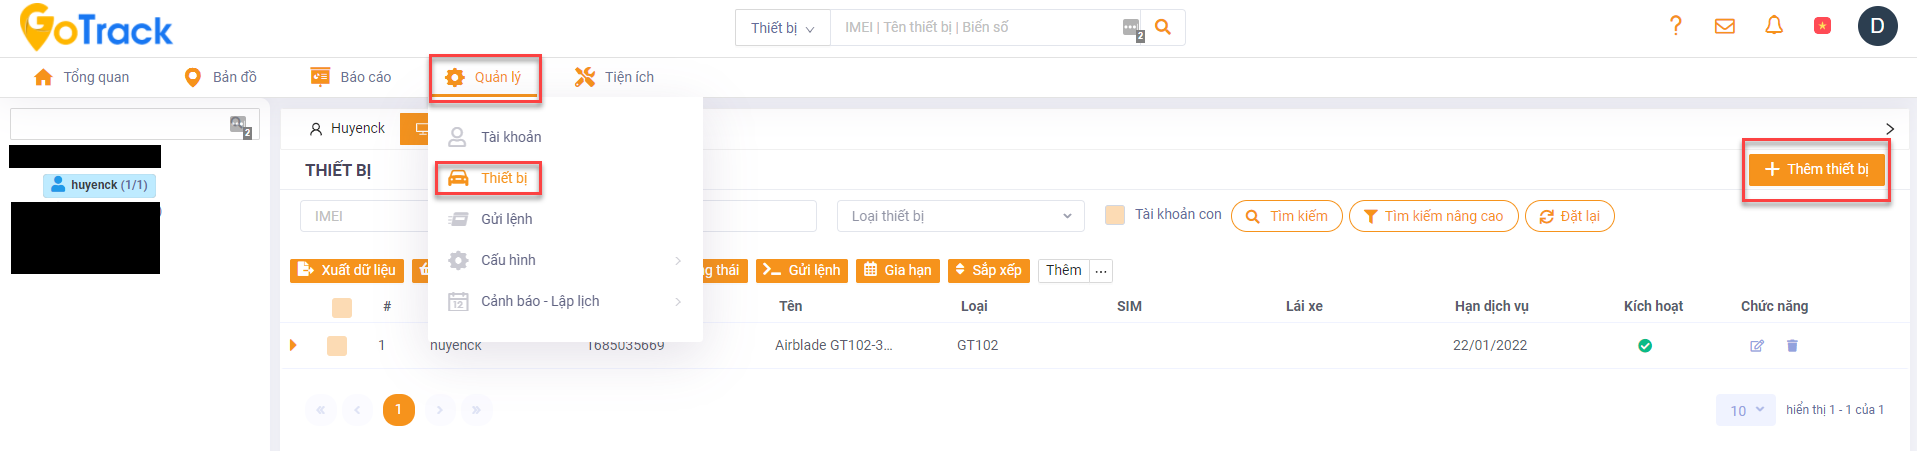 GoTrack
Thiết bị IMEI | Tên thiết bị | Biển số 2 ? D
Tổng quan Bản đồ Báo cáo Quản lý Tiện ích
2 Huyenck
Tài khoản
huyenck (1/1) THIẾT BỊ Thiết bị Thêm thiết bị
IMEI Gửi lệnh Loại thiết bị Tài khoản con Tìm kiếm Tìm kiếm nâng cao Đặt lại
Cấu hình
Xuất dữ liệu thái Gửi lệnh Gia hạn Sắp xếp Thêm ...
Cảnh báo - Lập lịch
# Tên Loại SIM Lái xe Hạn dịch vụ Kích hoạt Chức năng
1 huyenck 1685035669 Airblade GT102-3... GT102 22/01/2022
« ‹ 1 › » 10 hiển thị 1 - 1 của 1